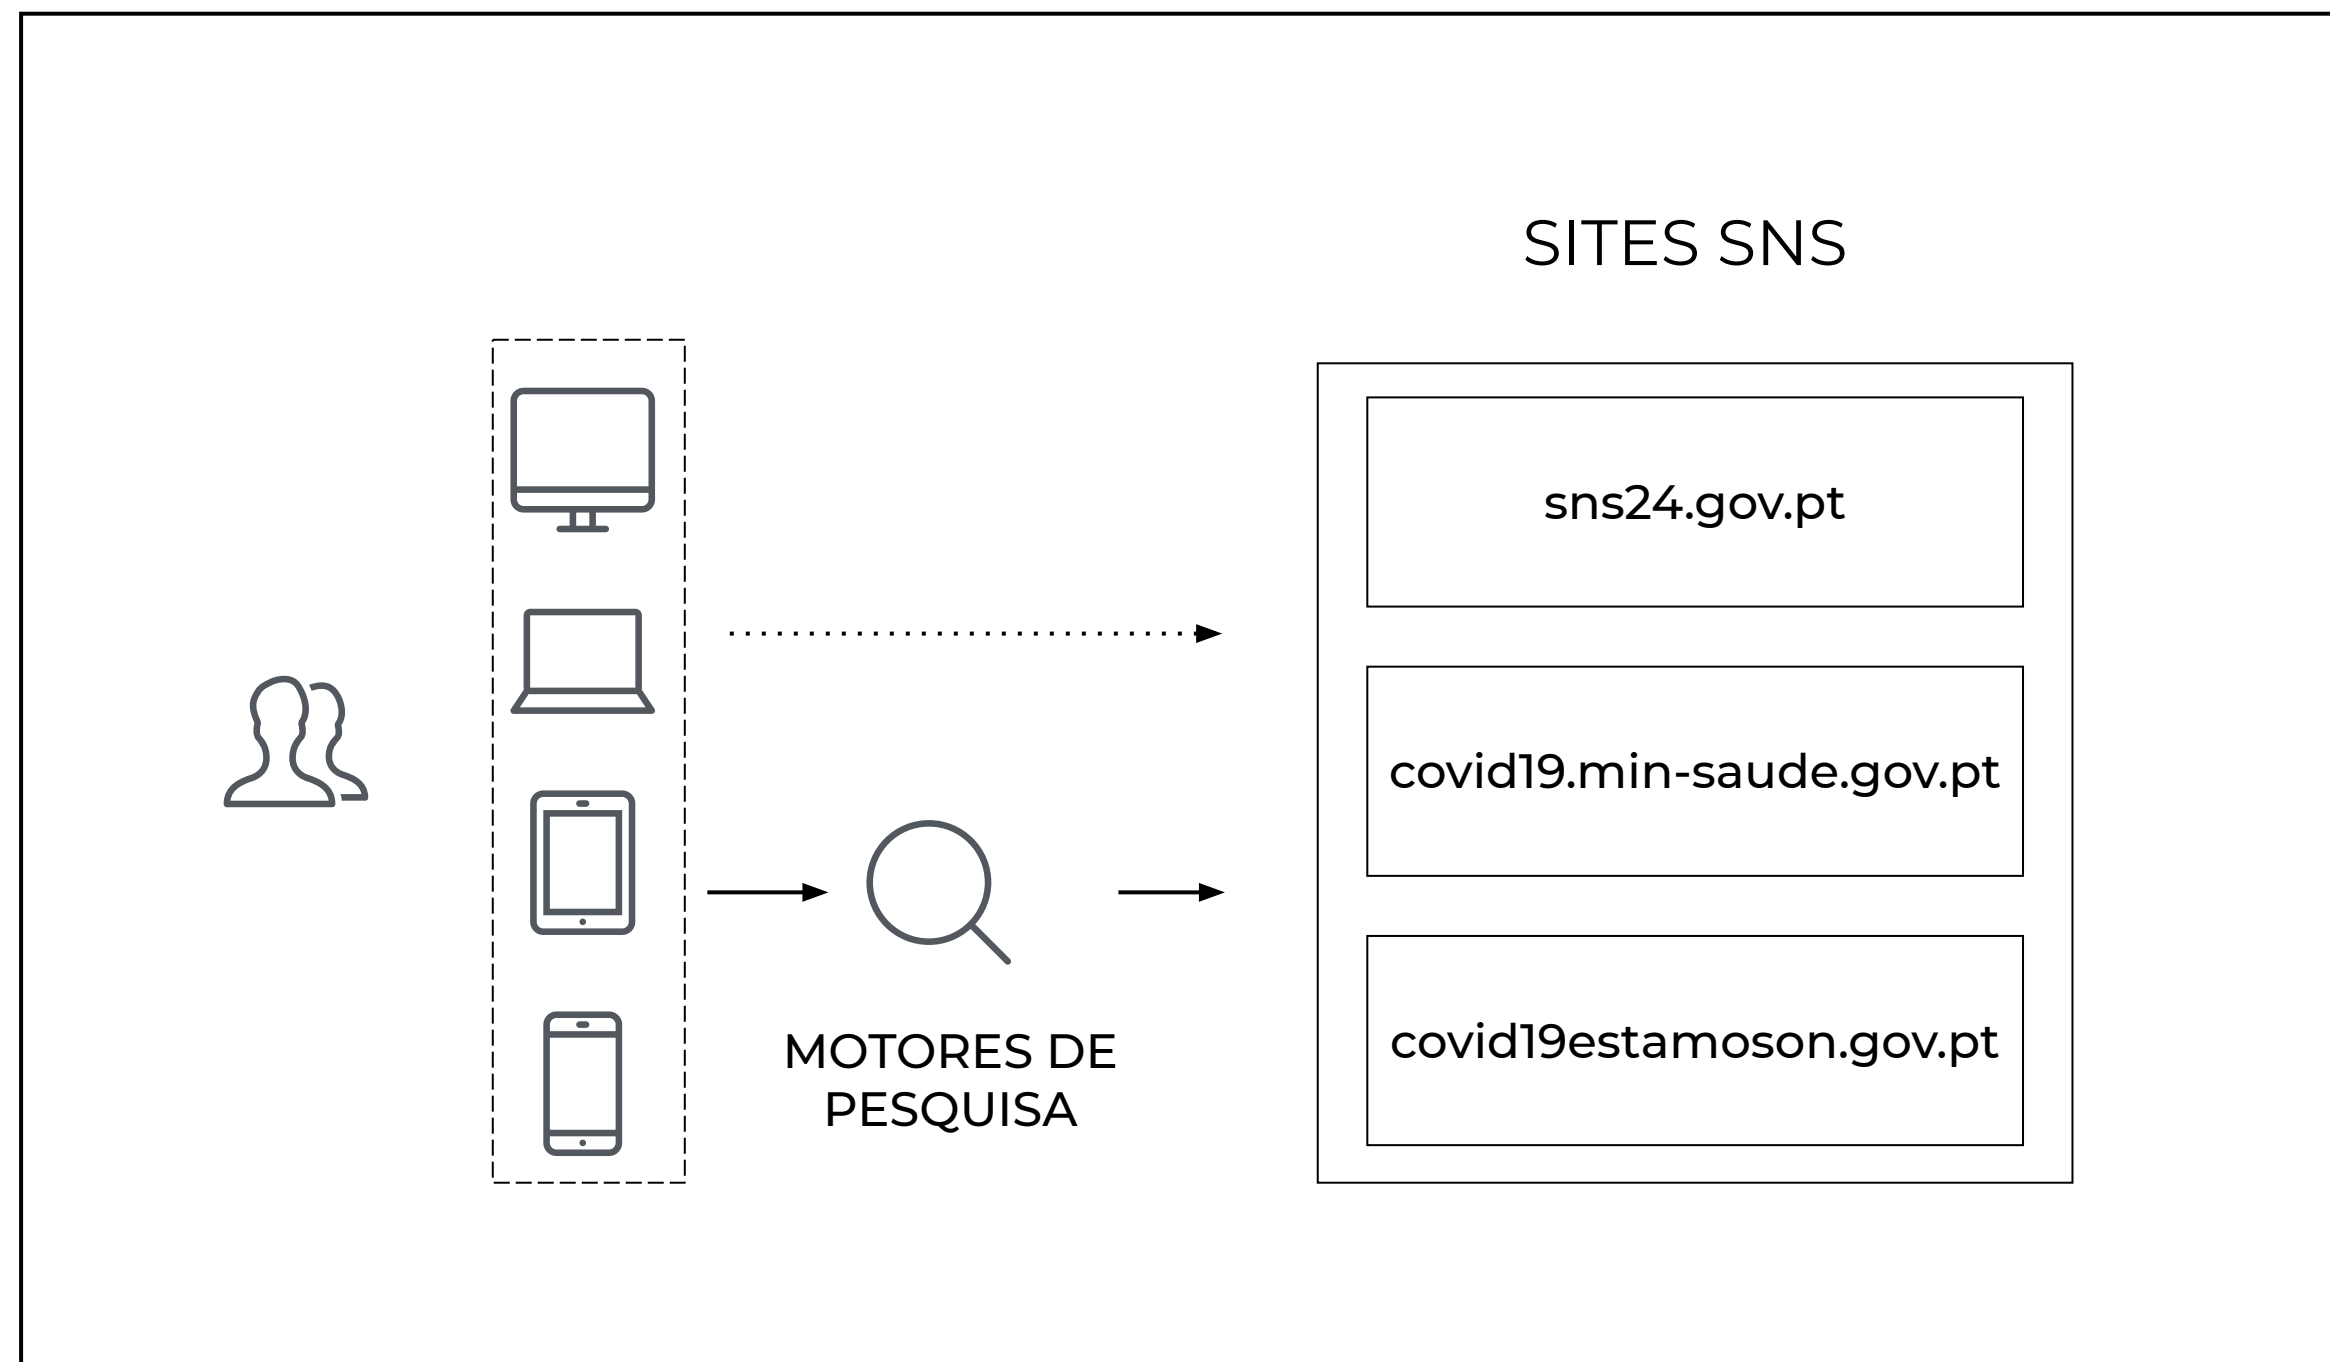 SITES SNS
sns24.gov.pt
covid19.min-saude.gov.pt
covid19estamoson.gov.pt
MOTORES DE
PESQUISA